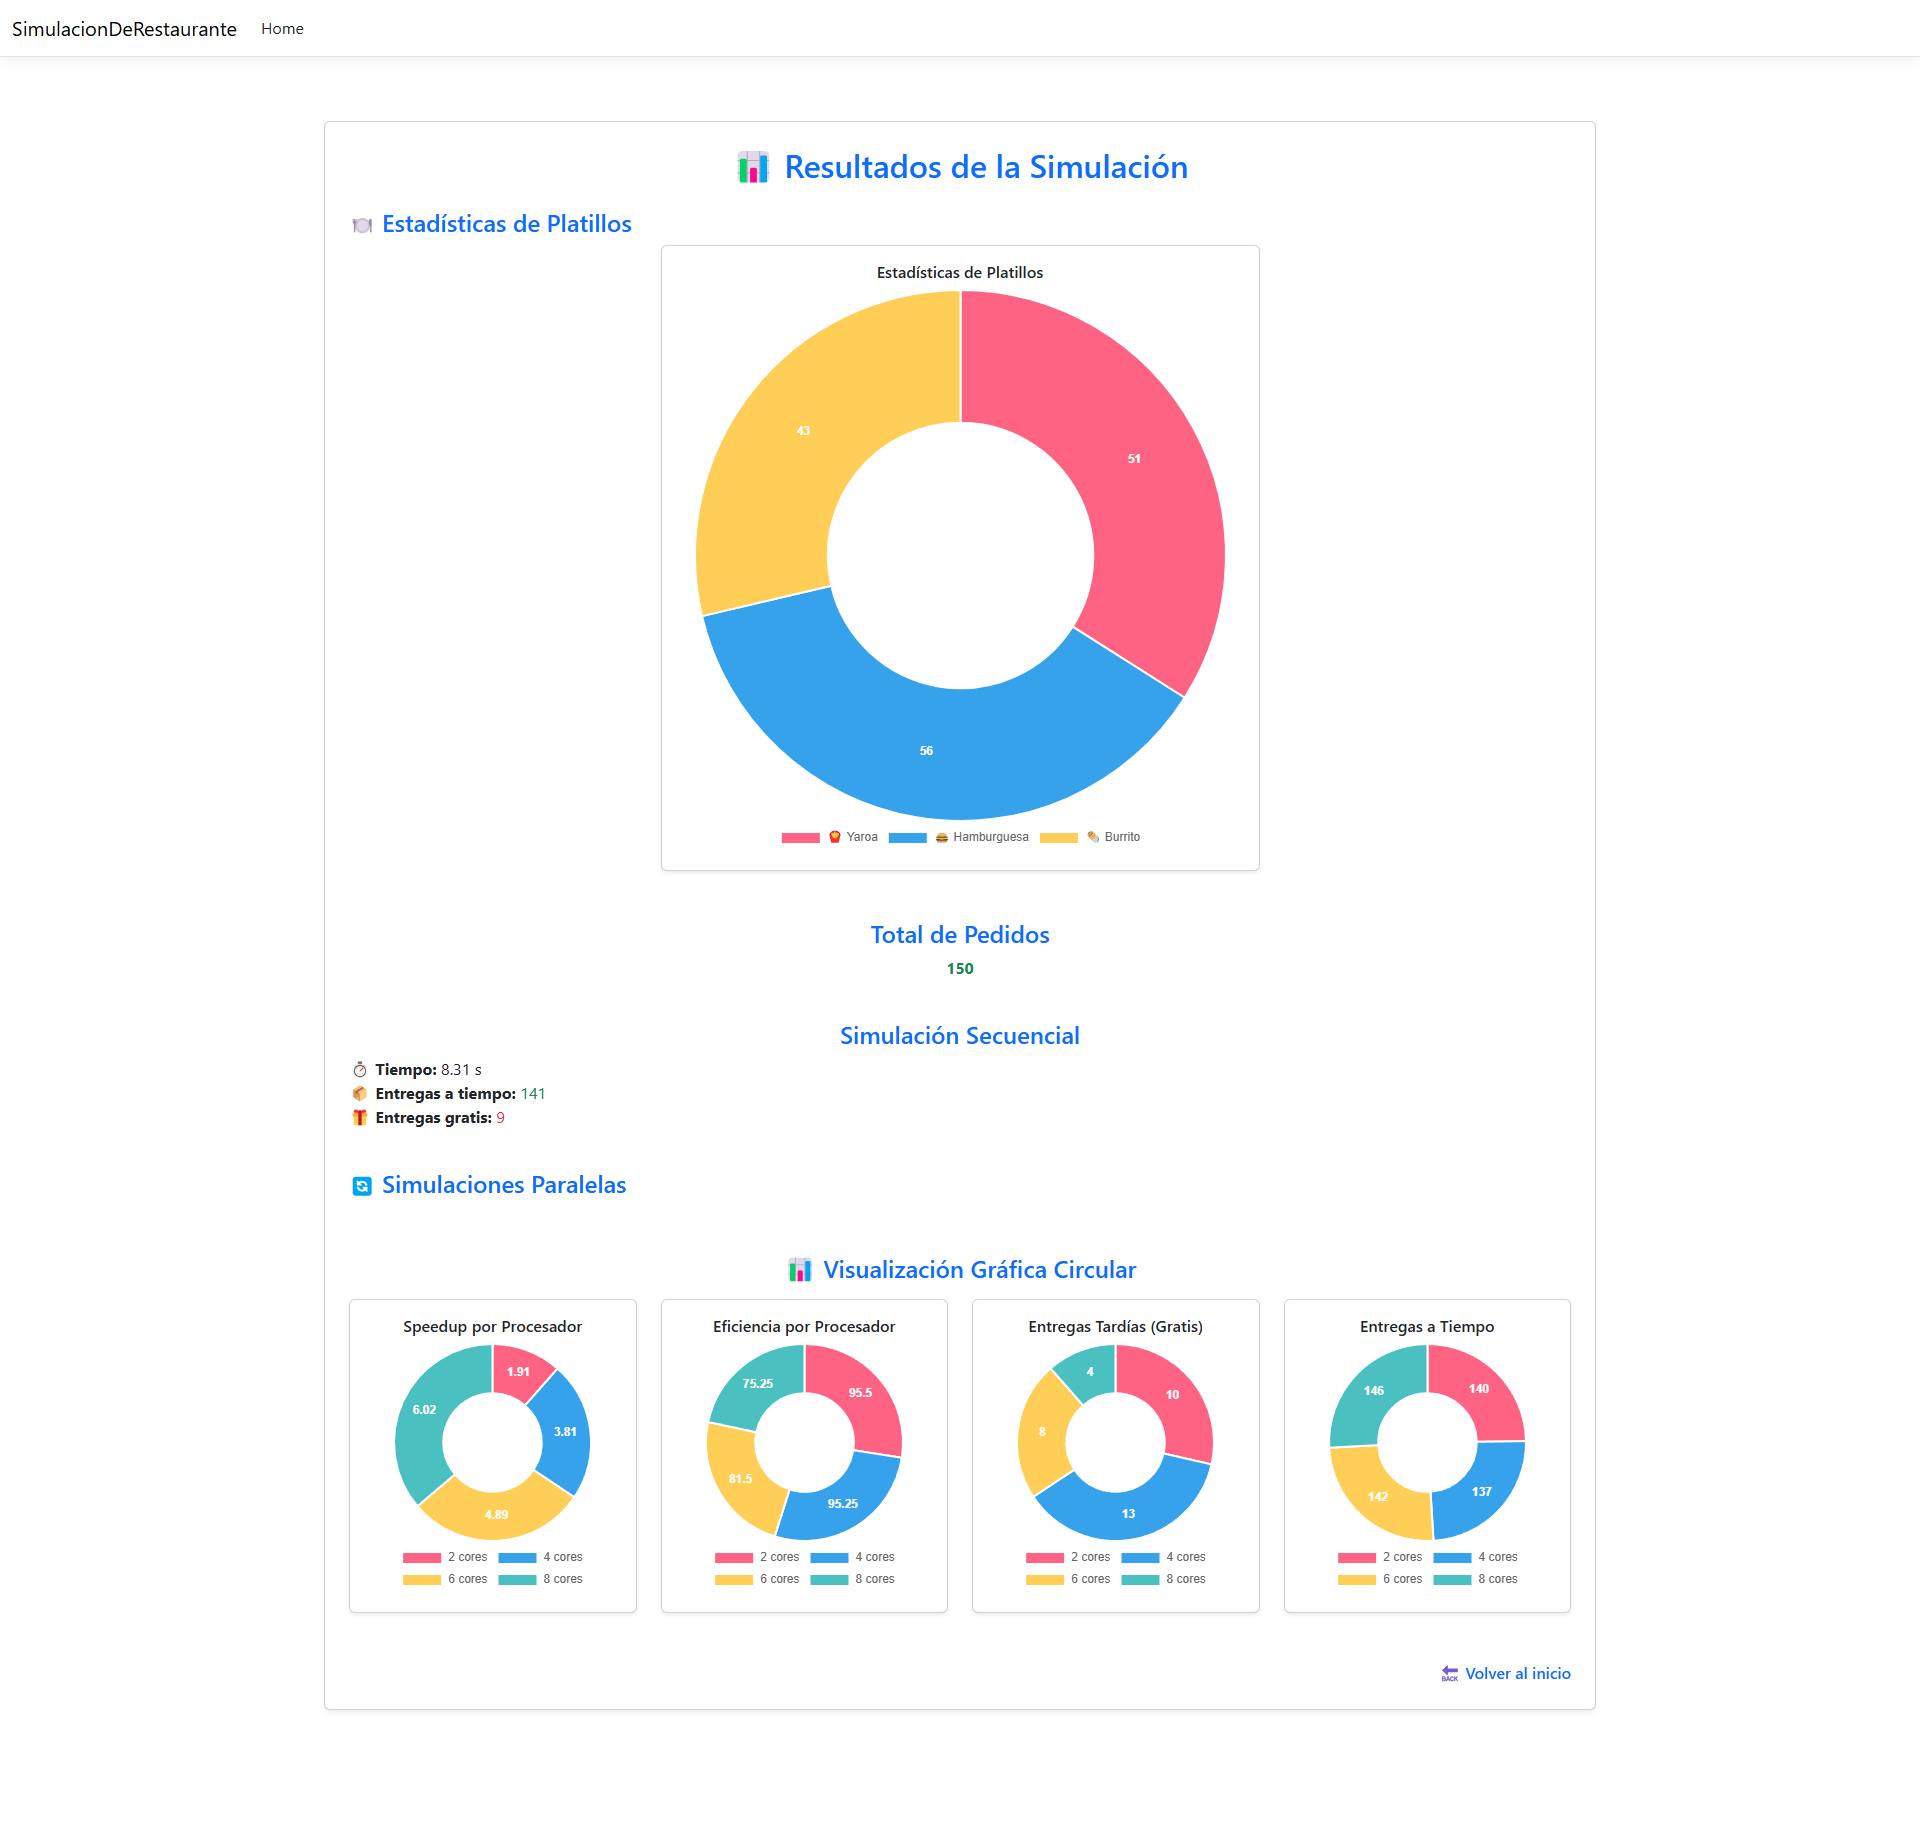 SimulacionDeRestaurante Home
Resultados de la Simulación
Estadísticas de Platillos
Estadísticas de Platillos
43
51
56
Yaroa Hamburguesa Burrito
Total de Pedidos
150
Simulación Secuencial
Tiempo: 8.31 s
Entregas a tiempo: 141
Entregas gratis: 9
Simulaciones Paralelas
Visualización Gráfica Circular
Speedup por Procesador
1.91
6.02
3.81
4.89
2 cores 4 cores
6 cores 8 cores
Eficiencia por Procesador
75.25
95.5
81.5
95.25
2 cores 4 cores
6 cores 8 cores
Entregas Tardías (Gratis)
4
10
8
13
2 cores 4 cores
6 cores 8 cores
Entregas a Tiempo
146
140
142
137
2 cores 4 cores
6 cores 8 cores
BACK Volver al inicio